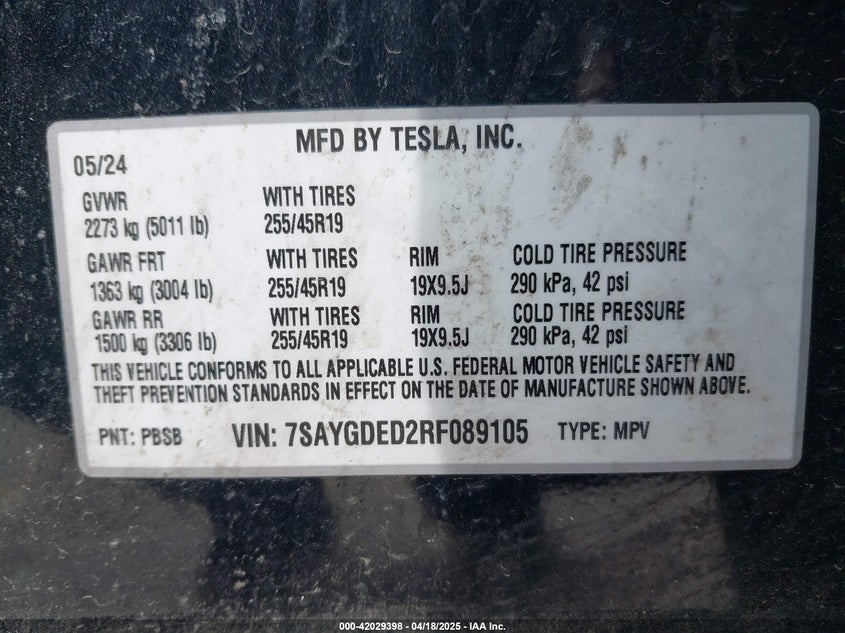 MFD BY TESLA, INC.
05/24
GVWR WITH TIRES
2273 kg (5011 lb) 255/45R19
GAWR FRT WITH TIRES RIM COLD TIRE PRESSURE
1363 kg (3004 lb) 255/45R19 19X9.5J 290 kPa, 42 psi
GAWR RR WITH TIRES RIM COLD TIRE PRESSURE
1500 kg (3306 lb) 255/45R19 19X9.5J 290 kPa, 42 psi
THIS VEHICLE CONFORMS TO ALL APPLICABLE U.S. FEDERAL MOTOR VEHICLE SAFETY AND
THEFT PREVENTION STANDARDS IN EFFECT ON THE DATE OF MANUFACTURE SHOWN ABOVE.
PNT: PBSB VIN: 7SAYGDED2RF089105 TYPE: MPV
000-42029398 - 04/18/2025 - IAA Inc.